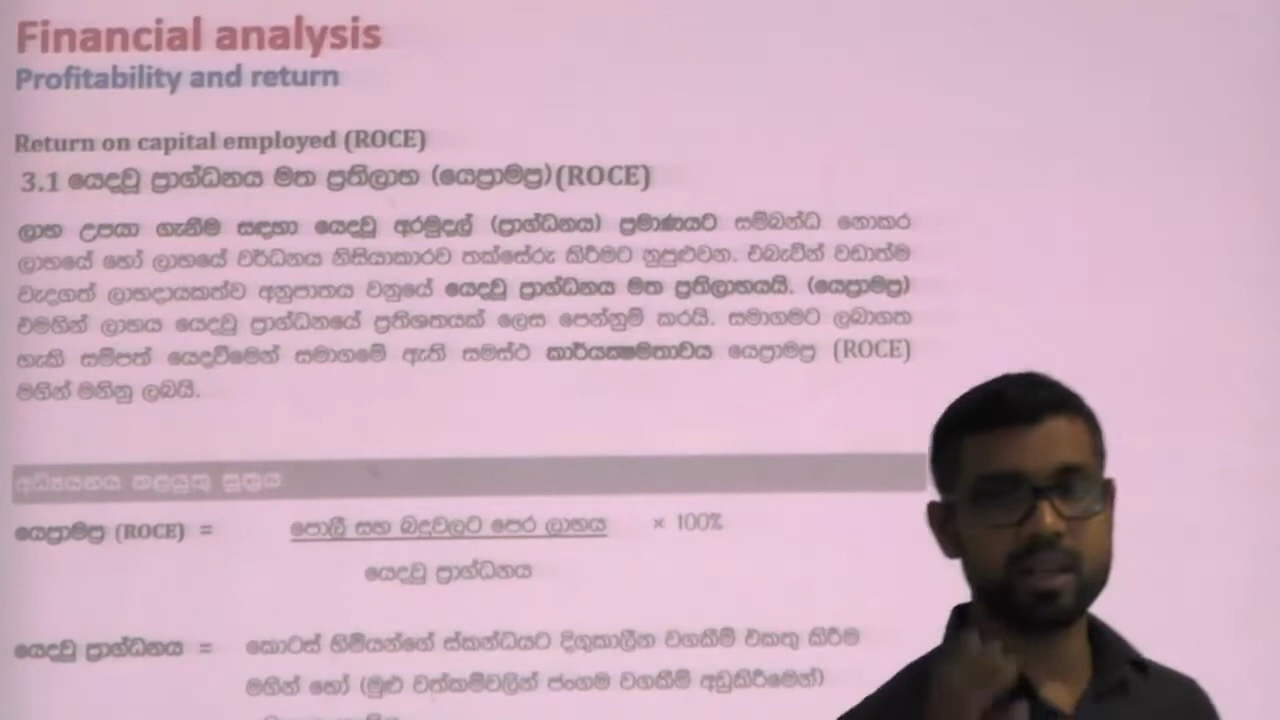 Financial analysis
Profitability and return
Return on capital employed (ROCE)
3.1 යෙදවූ ප්‍රාග්ධනය මත ප්‍රතිලාභ (යෙප්‍රාමප්‍ර)(ROCE)
ලාභ උපයා ගැනීම සඳහා යෙදවූ අරමුදල් (ප්‍රාග්ධනය) ප්‍රමාණයට සම්බන්ධ නොකර
ලාභයේ හෝ ලාභයේ වර්ධනය නිසියාකාරව තක්සේරු කිරීමට නුපුළුවන. එබැවින් වඩාත්ම
වැදගත් ලාභදායකත්ව අනුපාතය වනුයේ යෙදවූ ප්‍රාග්ධනය මත ප්‍රතිලාභයයි. (යෙප්‍රාමප්‍ර)
එමගින් ලාභය යෙදවූ ප්‍රාග්ධනයේ ප්‍රතිශතයක් ලෙස පෙන්නුම් කරයි. සමාගමට ලබාගත
හැකි සම්පත් යෙදවීමෙන් සමාගමේ ඇති සමස්ථ කාර්යක්‍ෂමතාවය යෙප්‍රාමප්‍ර (ROCE)
මගින් මනිනු ලබයි.
අධ්‍යයනය කළයුතු සූත්‍රය
යෙප්‍රාමප්‍ර (ROCE) = පොලී සහ බදුවලට පෙර ලාභය × 100%
යෙදවූ ප්‍රාග්ධනය
යෙදවූ ප්‍රාග්ධනය = කොටස් හිමියන්ගේ ස්කන්ධයට දිගුකාලීන වගකීම් එකතු කිරීම
මගින් හෝ (මුළු වත්කම්වලින් ජංගම වගකීම් අඩුකිරීමෙන්)